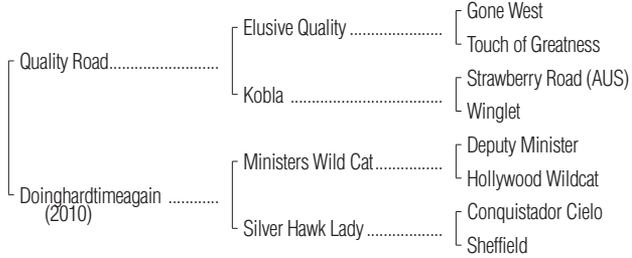 Gone West
Elusive Quality ....................
Touch of Greatness
Quality Road.......................
Strawberry Road (AUS)
Kobla ................................
Winglet
Deputy Minister
Ministers Wild Cat..............
Hollywood Wildcat
Doinghardtimeagain ..........
(2010)
Conquistador Cielo
Silver Hawk Lady ................
Sheffield